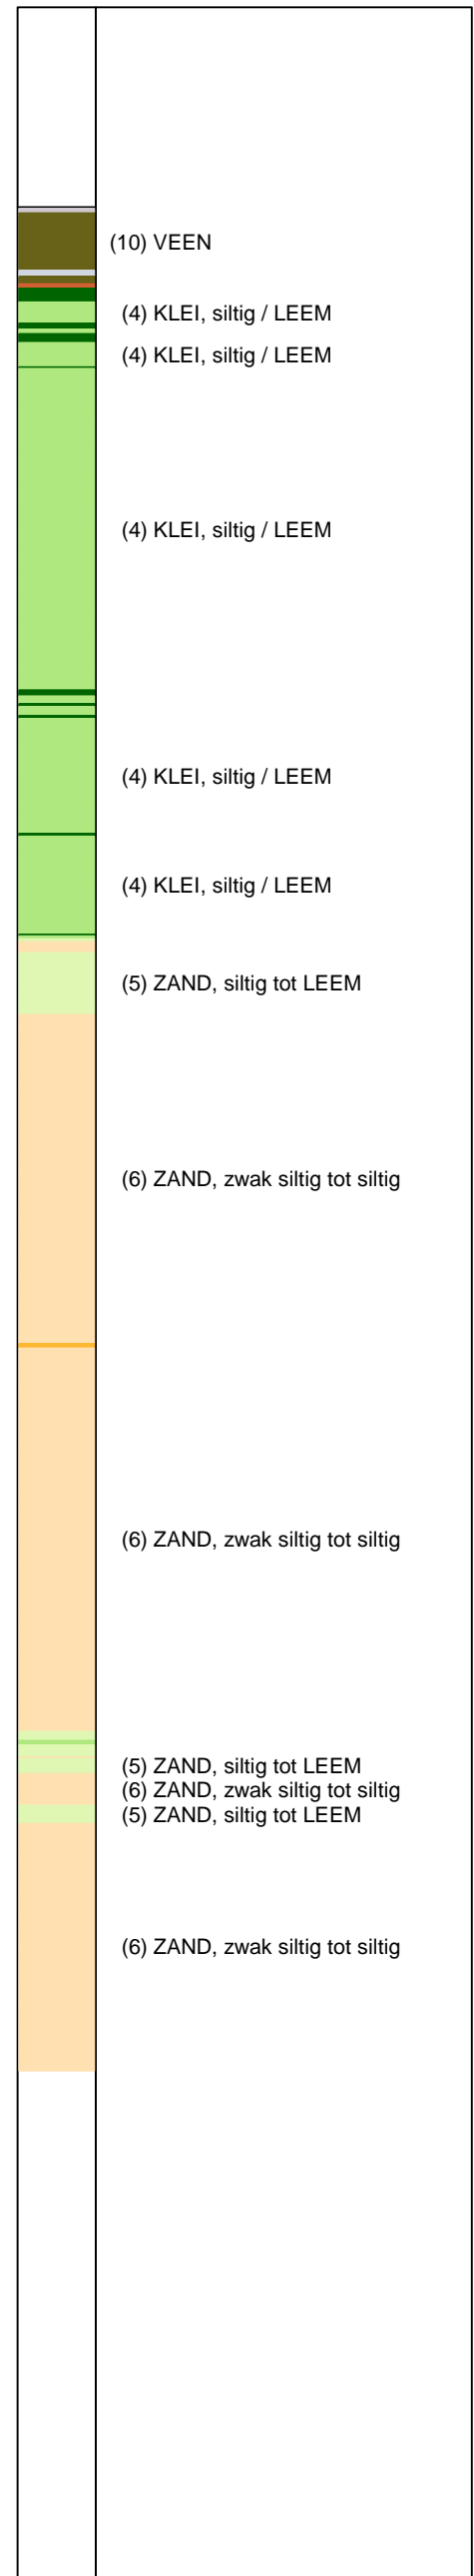 (10) VEEN
(4) KLEI, siltig / LEEM
(4) KLEI, siltig / LEEM
(4) KLEI, siltig / LEEM
(4) KLEI, siltig / LEEM
(4) KLEI, siltig / LEEM
(5) ZAND, siltig tot LEEM
(6) ZAND, zwak siltig tot siltig
(6) ZAND, zwak siltig tot siltig
(5) ZAND, siltig tot LEEM
(6) ZAND, zwak siltig tot siltig
(5) ZAND, siltig tot LEEM
(6) ZAND, zwak siltig tot siltig